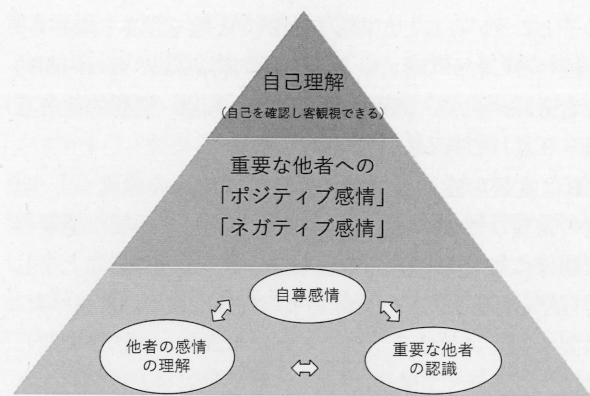 自己理解
(自己を確認し客観視できる)
重要な他者への
「ポジティブ感情」
「ネガティブ感情」
自尊感情
他者の感情
の理解
重要な他者
の認識